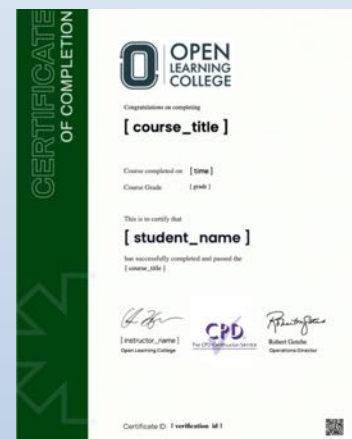 CERTIFICATE
OF COMPLETION
OPEN
LEARNING
COLLEGE
Congratulations on completing
[ course_title ]
Course completed on [ time ]
Course Grade [ grade ]
This is to certify that
[ student_name ]
has successfully completed and passed the
[ course_title ]
[ instructor_name ]
Open Learning College
CPD
The CPD Certification Service
Robert
Operations Director
Certificate ID [ verification_id ]